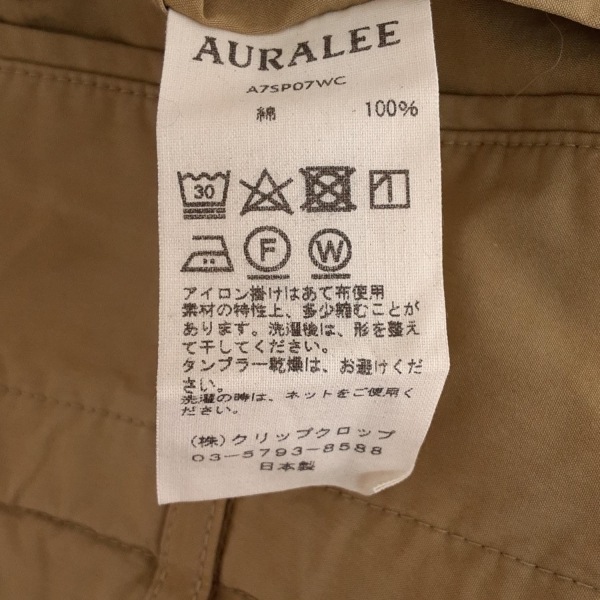 AURALEE
A7SP07WC
綿 100%
30
F W
アイロン掛けはあて布使用
素材の特性上、多少縮むことが
あります。洗濯後は、形を整え
て干してください。
タンブラー乾燥は、お避けくだ
さい。
洗濯の時は、ネットをご使用く
ださい。
(株)クリップクロップ
03-5793-8588
日本製